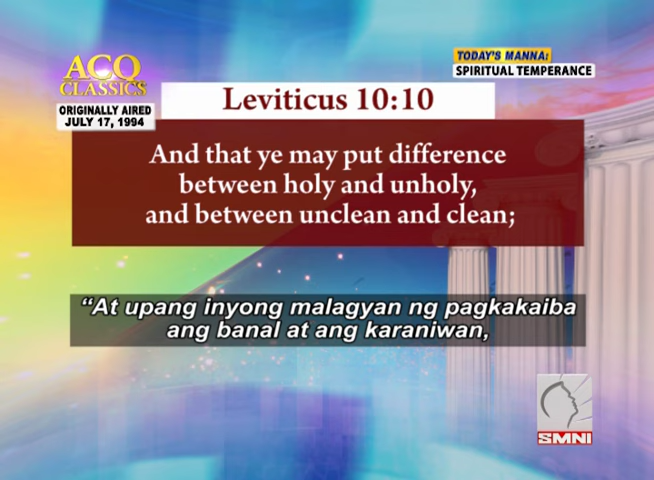 ACQ
CLASSICS
ORIGINALLY AIRED
JULY 17, 1994
TODAY'S MANNA:
SPIRITUAL TEMPERANCE
Leviticus 10:10
And that ye may put difference
between holy and unholy,
and between unclean and clean;
“At upang inyong malagyan ng pagkakaiba
ang banal at ang karaniwan,
SMNI